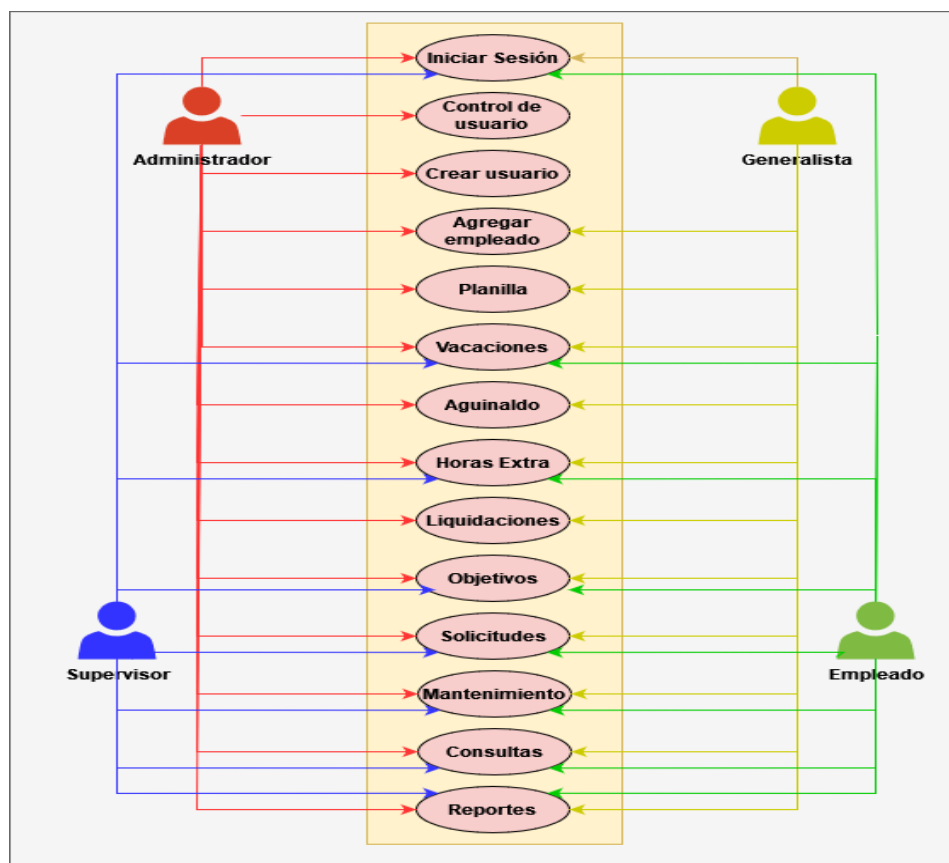 Iniciar Sesión
Control de
usuario
Administrador
Generalista
Crear usuario
Agregar
empleado
Planilla
Vacaciones
Aguinaldo
Horas Extra
Liquidaciones
Objetivos
Solicitudes
Supervisor
Empleado
Mantenimiento
Consultas
Reportes